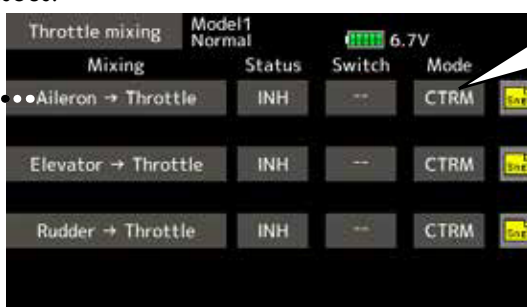 Throttle mixing Model1 Normal 6.7V
Mixing Status Switch Mode
Aileron → Throttle INH -- CTRM
Elevator → Throttle INH -- CTRM
Rudder → Throttle INH -- CTRM